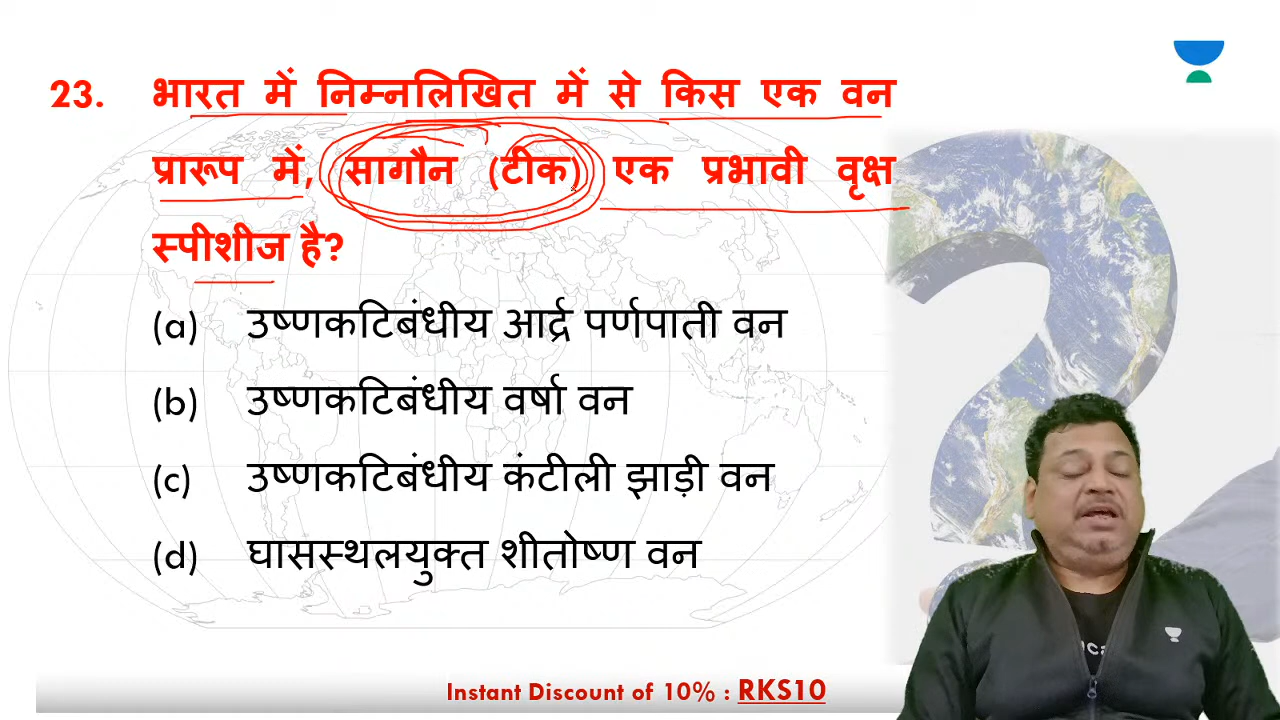 23. भारत में निम्नलिखित में से किस एक वन
प्रारूप में, सागौन (टीक) एक प्रभावी वृक्ष
स्पीशीज है?
(a) उष्णकटिबंधीय आर्द्र पर्णपाती वन
(b) उष्णकटिबंधीय वर्षा वन
(c) उष्णकटिबंधीय कंटीली झाड़ी वन
(d) घासस्थलयुक्त शीतोष्ण वन
Instant Discount of 10% : RKS10